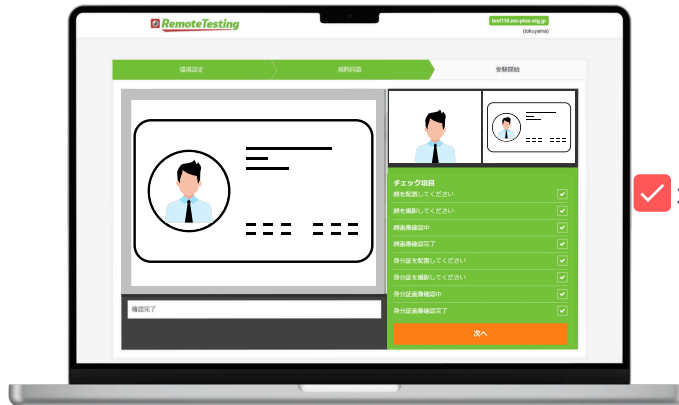 RemoteTesting
test116.mc-plus-stg.jp
(tokuyama)
環境設定
規約同意
受験開始
チェック項目
顔を配置してください
顔を撮影してください
顔画像確認中
顔画像確認完了
身分証を配置してください
身分証を撮影してください
身分証画像確認中
身分証画像確認完了
確認完了
次へ